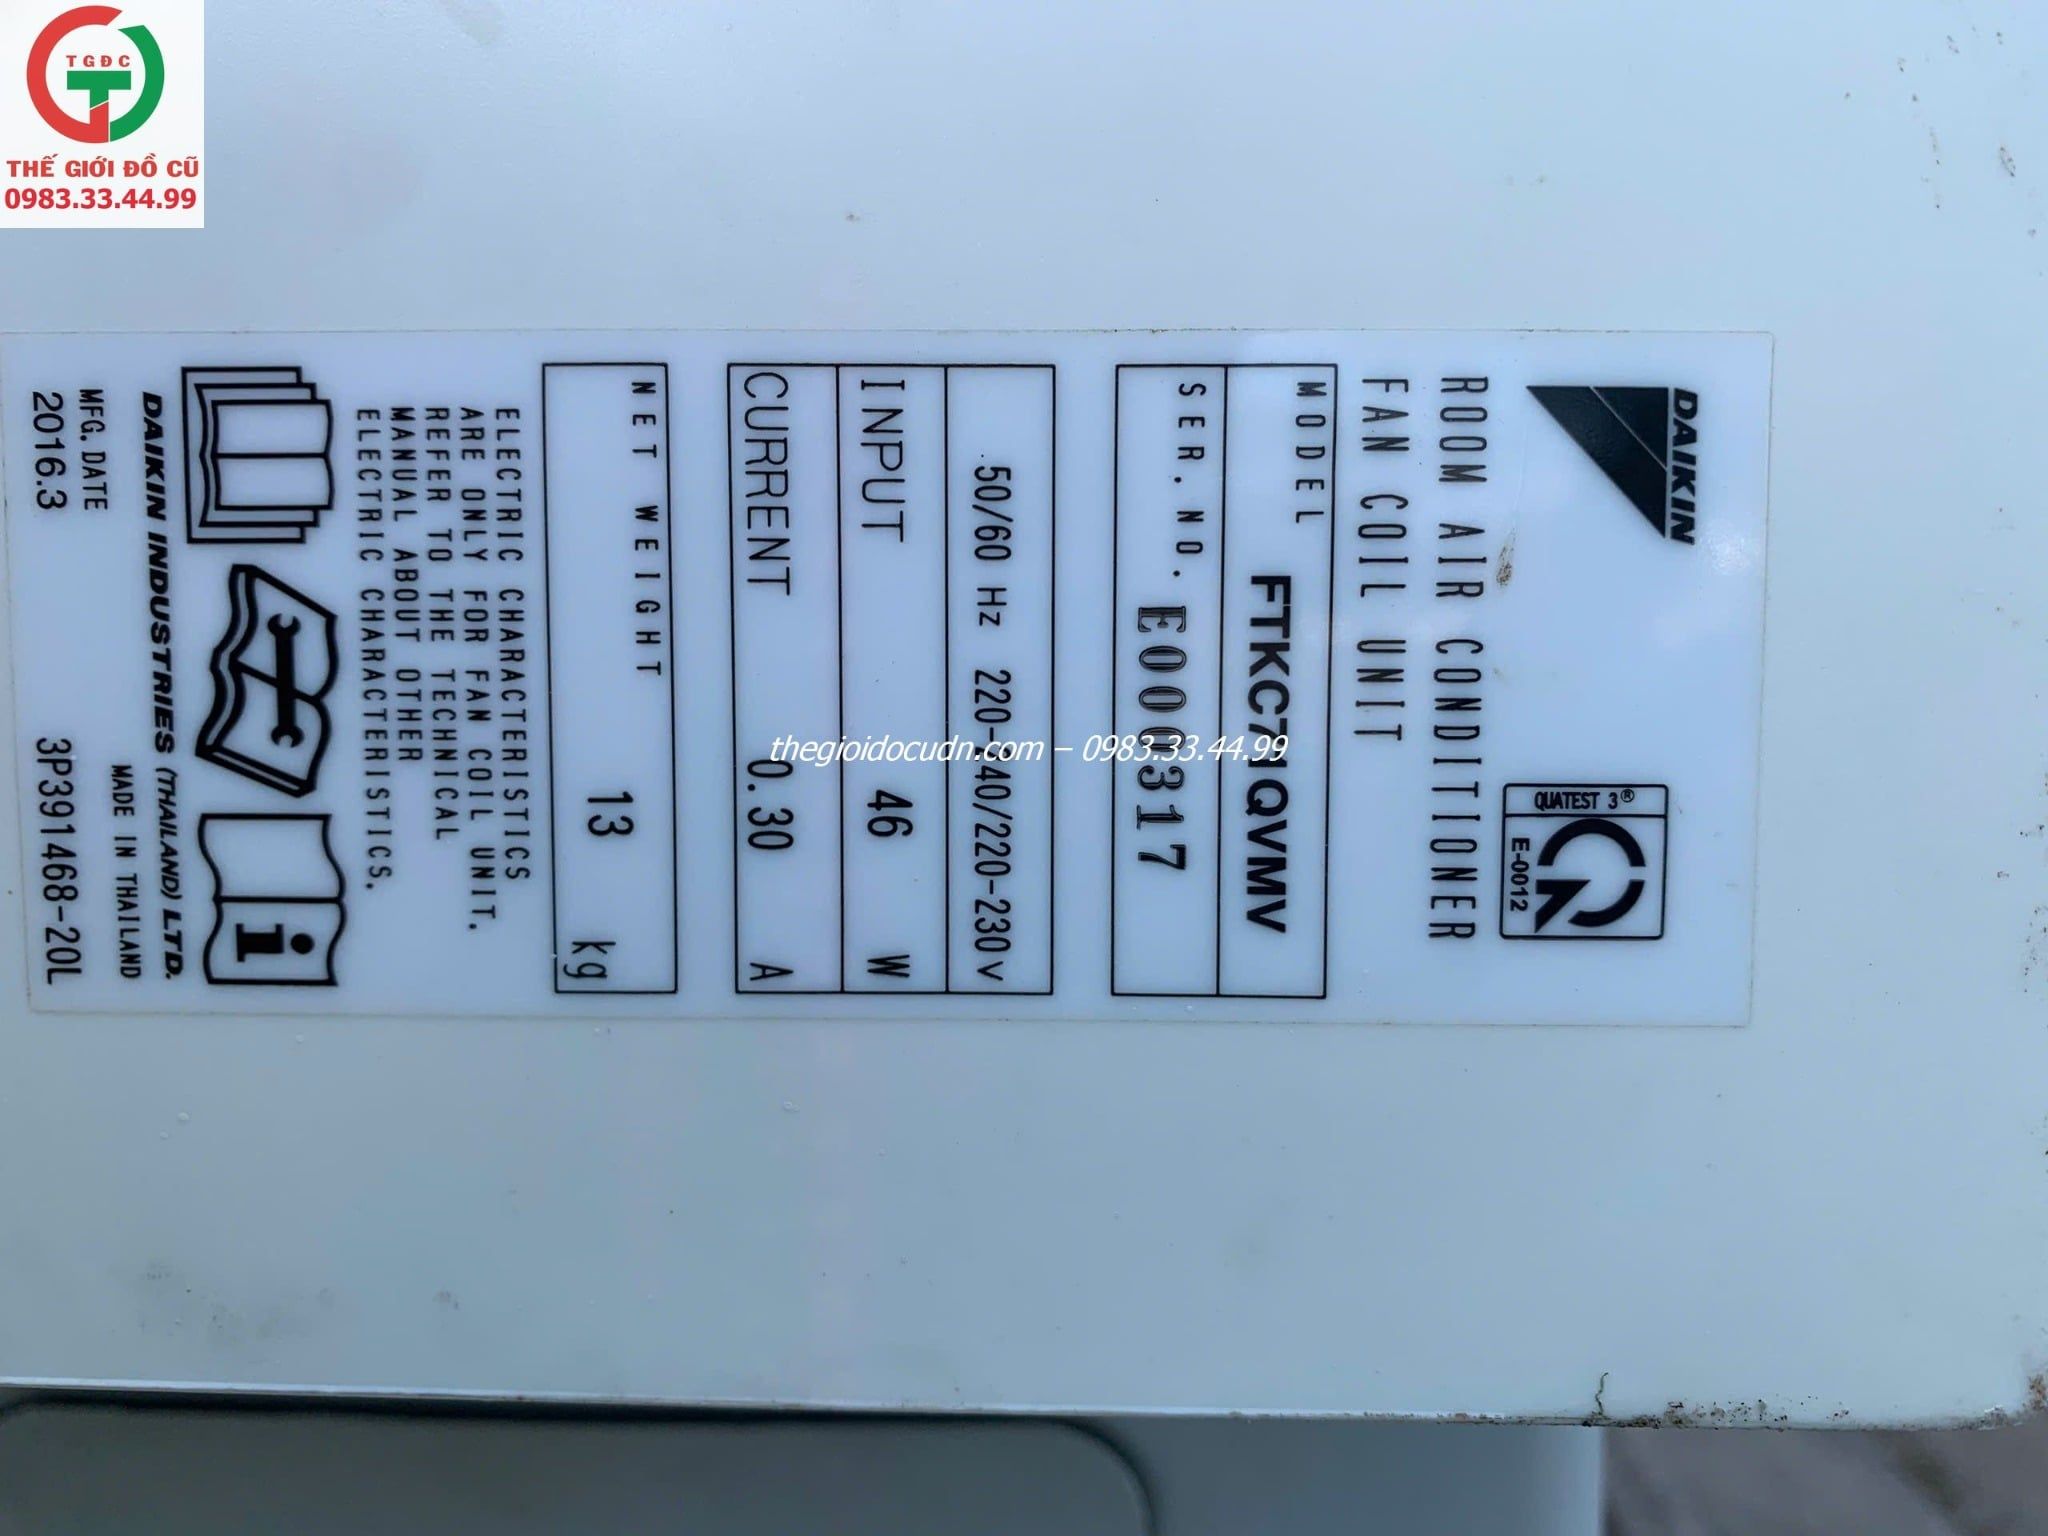 TGĐC
THẾ GIỚI ĐỒ CŨ
0983.33.44.99
DAIKIN
QUATEST 3®
E-0012
ROOM AIR CONDITIONER
FAN COIL UNIT
MODEL FTKC71QVMV
SER. NO. E000317
50/60 Hz 220-240/220-230 V
INPUT 46 W
CURRENT 0.30 A
thegioidocudn.com – 0983.33.44.99
NET WEIGHT 13 kg
ELECTRIC CHARACTERISTICS
ARE ONLY FOR FAN COIL UNIT.
REFER TO THE TECHNICAL
MANUAL ABOUT OTHER
ELECTRIC CHARACTERISTICS.
DAIKIN INDUSTRIES (THAILAND) LTD.
MFG. DATE MADE IN THAILAND
2016.3 3P391468-20L